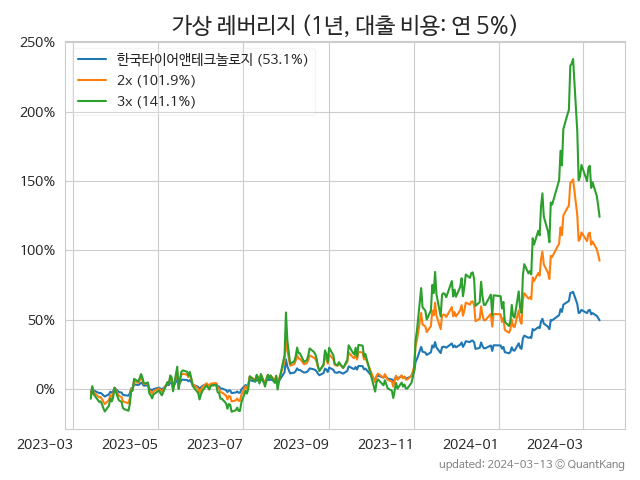 가상 레버리지 (1년, 대출 비용: 연 5%)
250%
200%
150%
100%
50%
0%
한국타이어앤테크놀로지 (53.1%)
2x (101.9%)
3x (141.1%)
2023-03
2023-05
2023-07
2023-09
2023-11
2024-01
2024-03
updated: 2024-03-13 © QuantKang